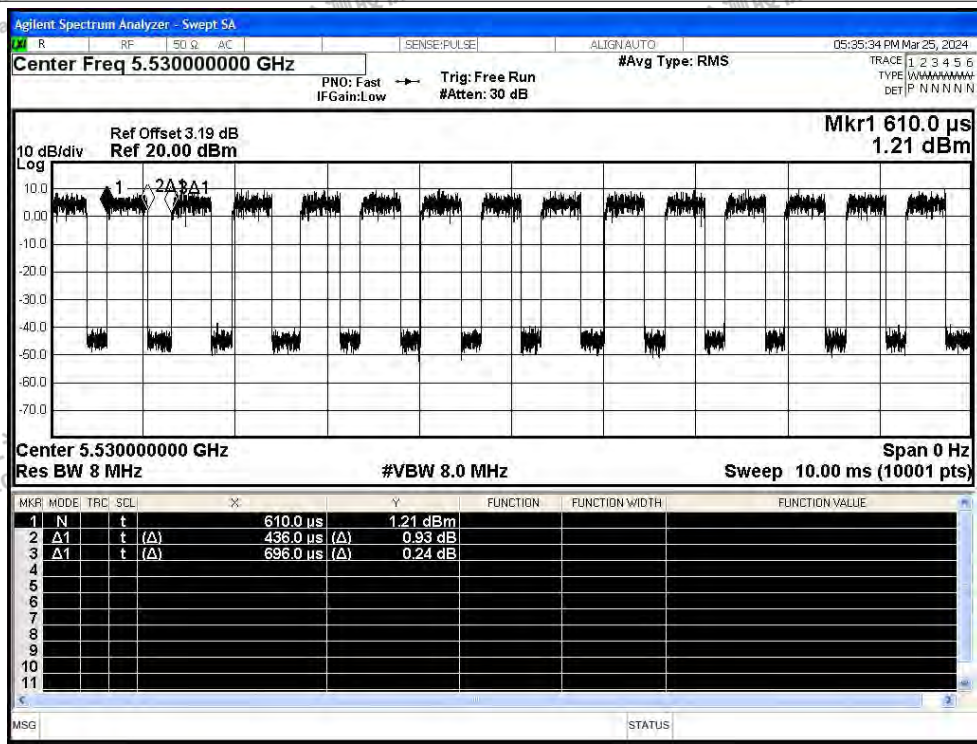 Agilent Spectrum Analyzer - Swept SA
R RF 50 Ω AC SENSE:PULSE ALIGN AUTO 05:35:34 PM Mar 25, 2024
Center Freq 5.530000000 GHz #Avg Type: RMS TRACE 1 2 3 4 5 6
PNO: Fast Trig: Free Run TYPE WWWWWW
IFGain:Low #Atten: 30 dB DET P N N N N N
Mkr1 610.0 µs
Ref Offset 3.19 dB
10 dB/div Ref 20.00 dBm 1.21 dBm
Log
10.0
1 2Δ1 3Δ1
0.00
-10.0
-20.0
-30.0
-40.0
-50.0
-60.0
-70.0
Center 5.530000000 GHz Span 0 Hz
Res BW 8 MHz #VBW 8.0 MHz Sweep 10.00 ms (10001 pts)
MKR MODE TRC SCL X Y FUNCTION FUNCTION WIDTH FUNCTION VALUE
1 N t 610.0 µs 1.21 dBm
2 Δ1 t (Δ) 436.0 µs (Δ) 0.93 dB
3 Δ1 t (Δ) 696.0 µs (Δ) 0.24 dB
4
5
6
7
8
9
10
11
MSG STATUS